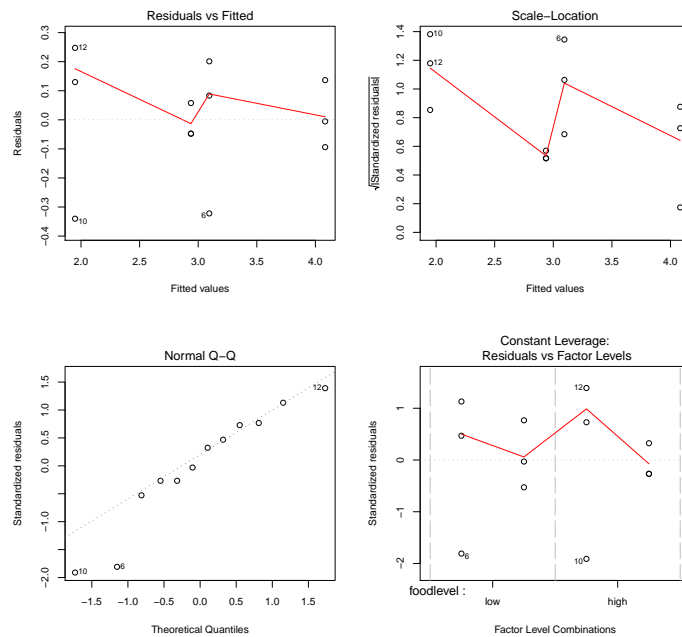 Residuals vs Fitted
Residuals
0.3
0.2
0.1
0.0
−0.1
−0.2
−0.3
−0.4
12
10
6
2.0 2.5 3.0 3.5 4.0
Fitted values
Scale−Location
√|Standardized residuals|
1.4
1.2
1.0
0.8
0.6
0.4
0.2
0.0
10
12
6
2.0 2.5 3.0 3.5 4.0
Fitted values
Normal Q−Q
Standardized residuals
1.5
1.0
0.5
0.0
−1.0
−2.0
12
10
6
−1.5 −1.0 −0.5 0.0 0.5 1.0 1.5
Theoretical Quantiles
Constant Leverage:
Residuals vs Factor Levels
Standardized residuals
1
0
−1
−2
12
6
10
foodlevel :
low high
Factor Level Combinations